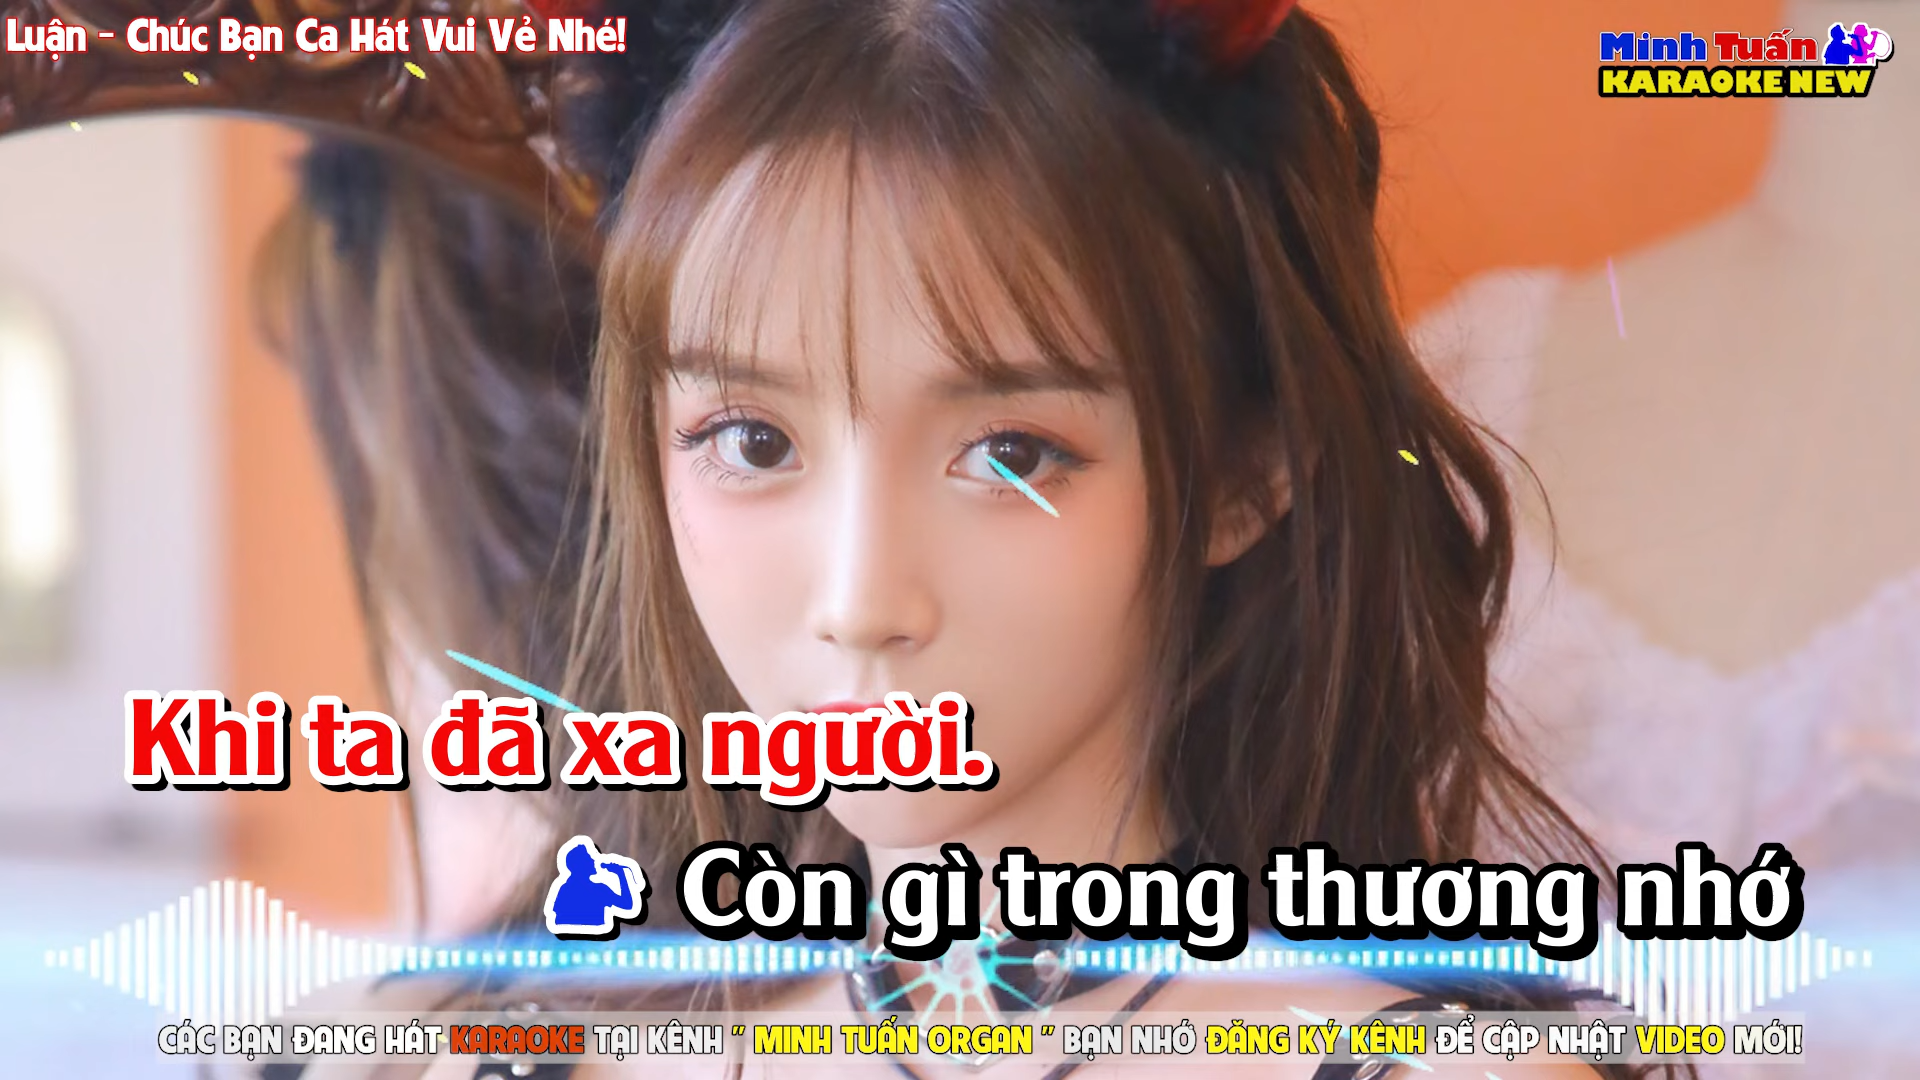 Luận - Chúc Bạn Ca Hát Vui Vẻ Nhé!
Minh Tuấn
KARAOKE NEW
Khi ta đã xa người.
Còn gì trong thương nhớ
CÁC BẠN ĐANG HÁT KARAOKE TẠI KÊNH " MINH TUẤN ORGAN " BẠN NHỚ ĐĂNG KÝ KÊNH ĐỂ CẬP NHẬT VIDEO MỚI!